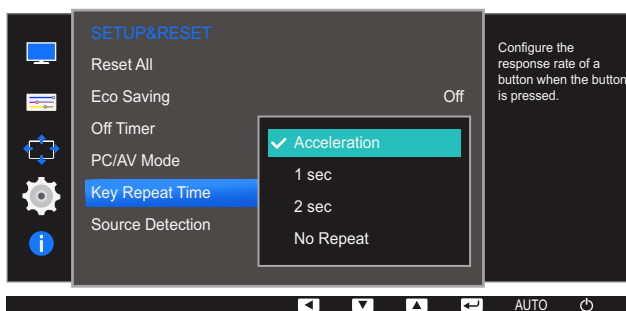 SETUP&RESET
Reset All
Eco Saving Off
Off Timer
PC/AV Mode
Key Repeat Time
Source Detection
Acceleration
1 sec
2 sec
No Repeat
Configure the
response rate of a
button when the button
is pressed.
AUTO